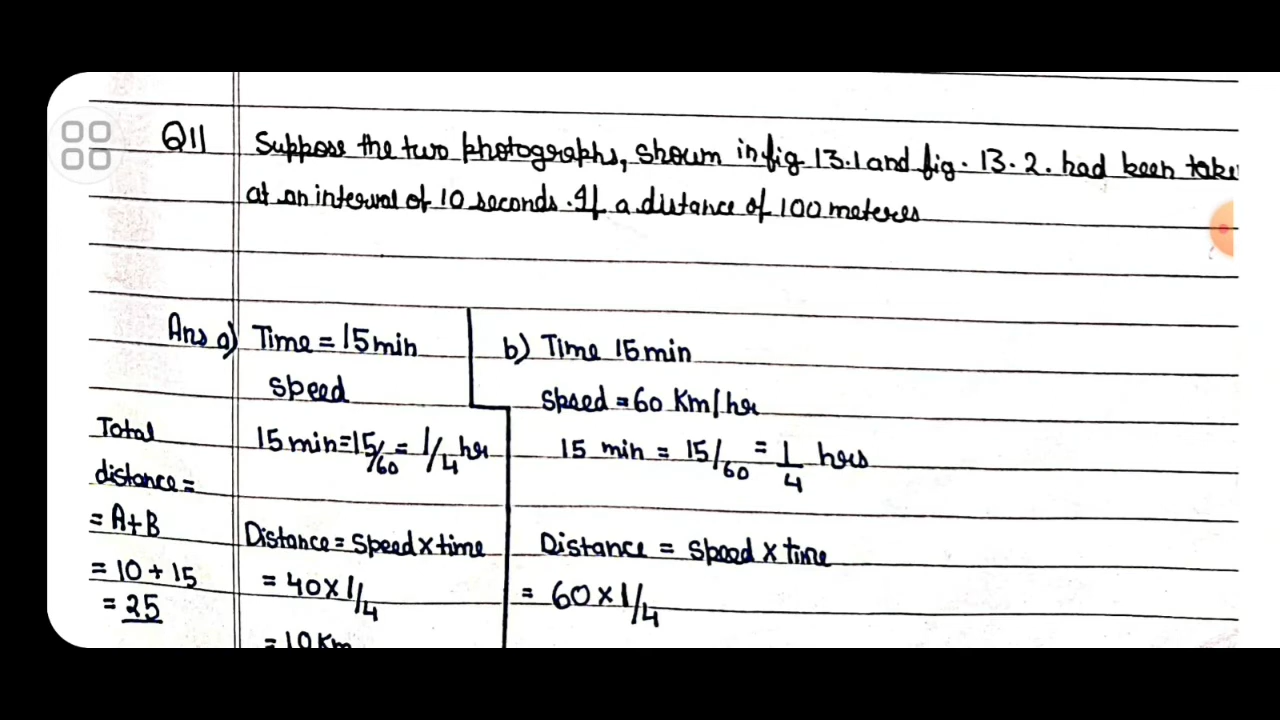 Q11 Suppose the two photographs, shown in fig 13.1 and fig. 13.2. had been take
at an interval of 10 seconds. If a distance of 100 meteres
Ans a) Time = 15 min
speed
15 min = 15/60 = 1/4 hr
Distance = speed x time
= 40 x 1/4
= 10 Km
b) Time 15 min
speed = 60 Km/hr
15 min = 15/60 = 1/4 hrs
Distance = speed x time
= 60 x 1/4
Total
distance =
= A+B
= 10 + 15
= 25